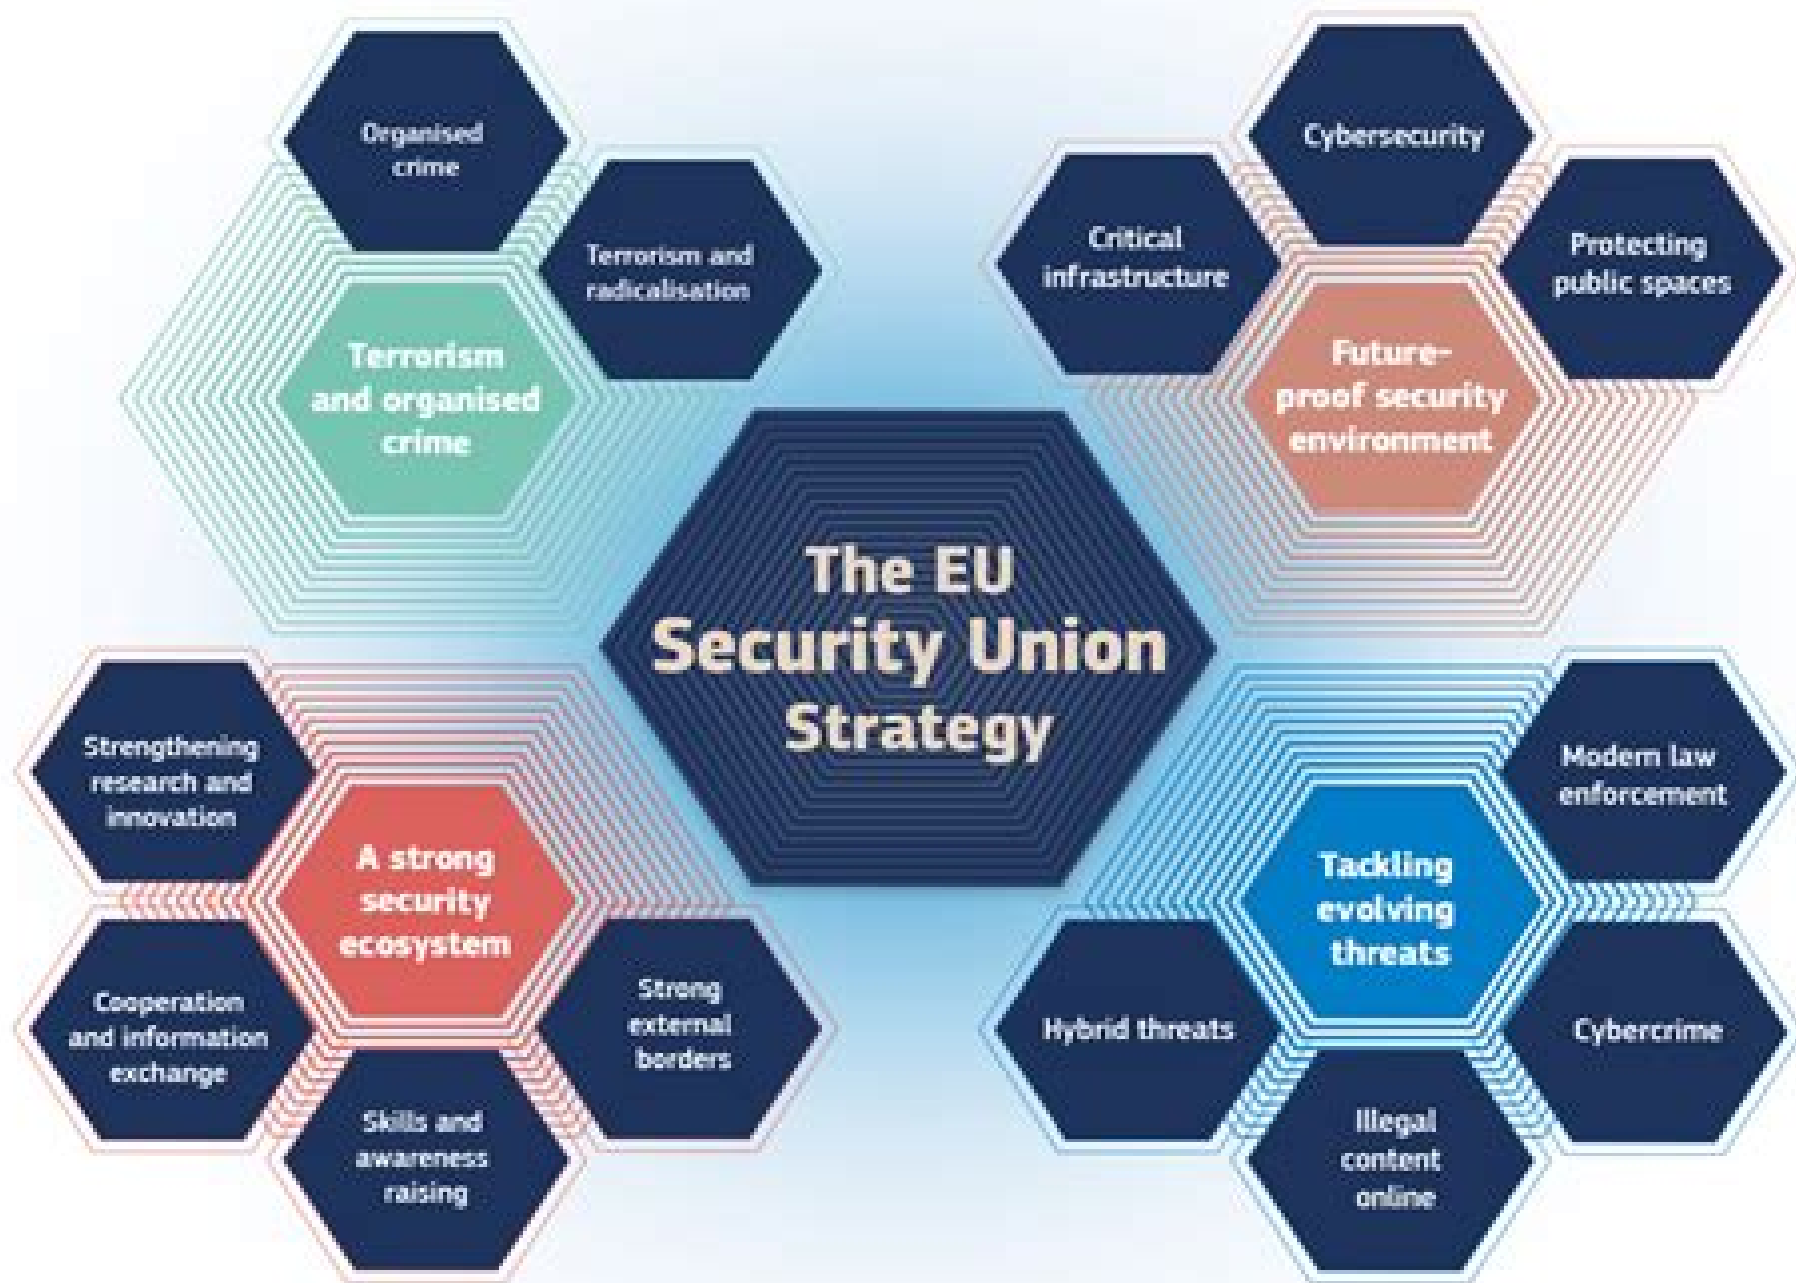 Organised
crime
Terrorism and
radicalisation
Terrorism
and organised
crime
Cybersecurity
Critical
infrastructure
Protecting
public spaces
Future-
proof security
environment
The EU
Security Union
Strategy
Strengthening
research and
innovation
A strong
security
ecosystem
Cooperation
and information
exchange
Skills and
awareness
raising
Strong
external
borders
Modern law
enforcement
Tackling
evolving
threats
Hybrid threats
Cybercrime
Illegal
content
online